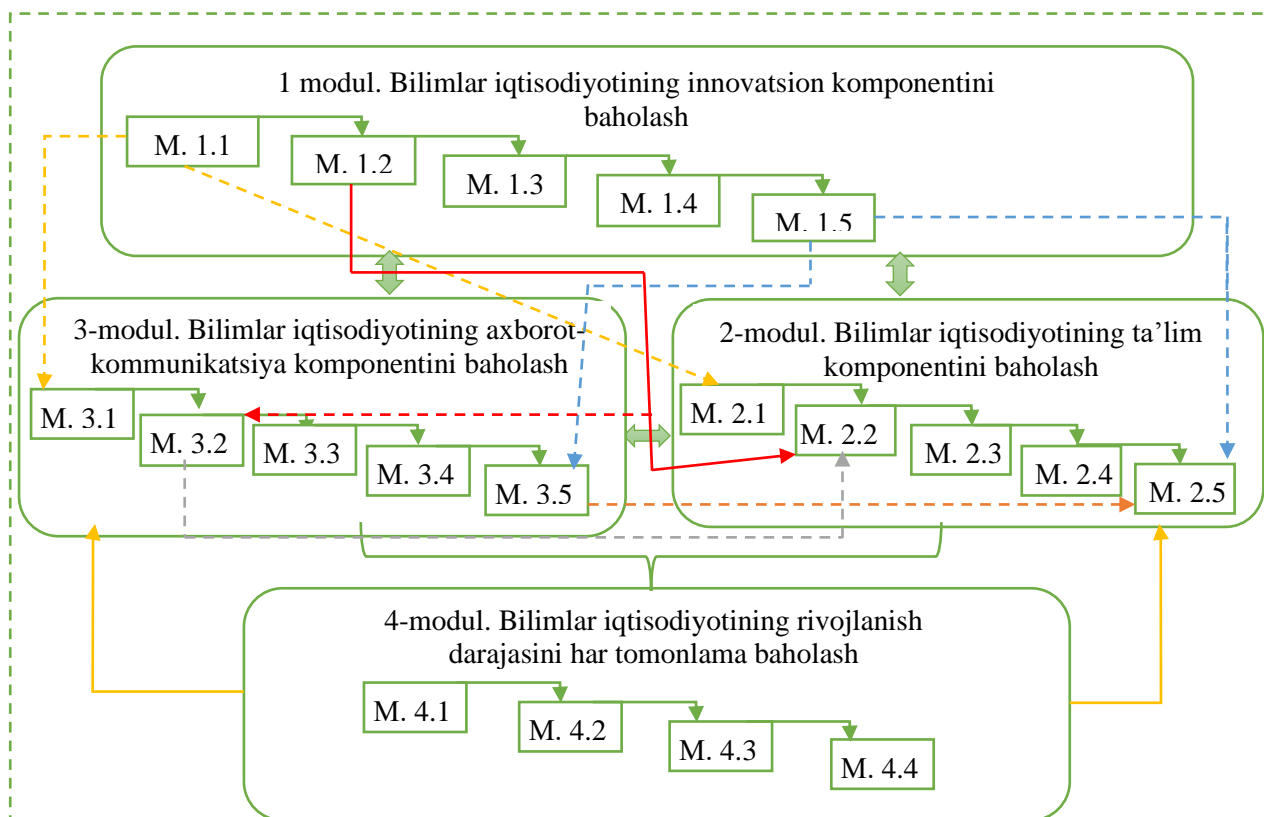 1 modul. Bilimlar iqtisodiyotining innovatsion komponentini
baholash
M. 1.1
M. 1.2
M. 1.3
M. 1.4
M. 1.5
3-modul. Bilimlar iqtisodiyotining axborot-
kommunikatsiya komponentini baholash
M. 3.1
M. 3.2
M. 3.3
M. 3.4
M. 3.5
2-modul. Bilimlar iqtisodiyotining ta’lim
komponentini baholash
M. 2.1
M. 2.2
M. 2.3
M. 2.4
M. 2.5
4-modul. Bilimlar iqtisodiyotining rivojlanish
darajasini har tomonlama baholash
M. 4.1
M. 4.2
M. 4.3
M. 4.4